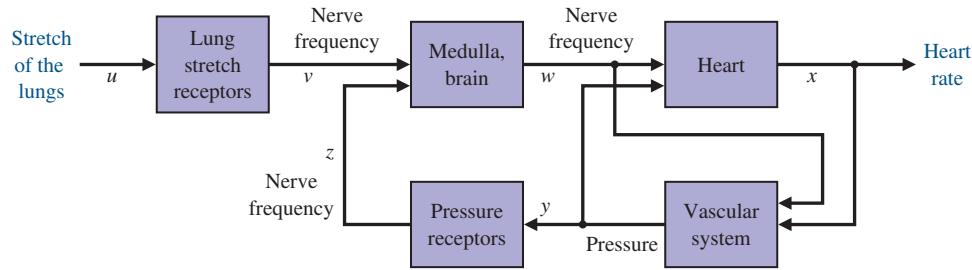 Stretch
of the
lungs
u
Lung
stretch
receptors
Nerve
frequency
v
Medulla,
brain
Nerve
frequency
w
Heart
x
Heart
rate
z
Nerve
frequency
Pressure
receptors
y
Pressure
Vascular
system